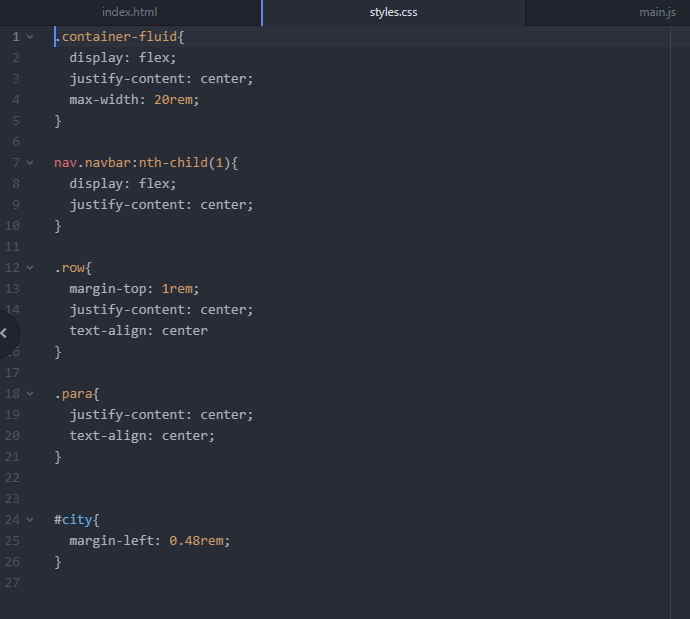 index.html styles.css main.js
1 .container-fluid{
2 display: flex;
3 justify-content: center;
4 max-width: 20rem;
5 }
6
7 nav.navbar:nth-child(1){
8 display: flex;
9 justify-content: center;
10 }
11
12 .row{
13 margin-top: 1rem;
14 justify-content: center;
text-align: center
16 }
17
18 .para{
19 justify-content: center;
20 text-align: center;
21 }
22
23
24 #city{
25 margin-left: 0.48rem;
26 }
27